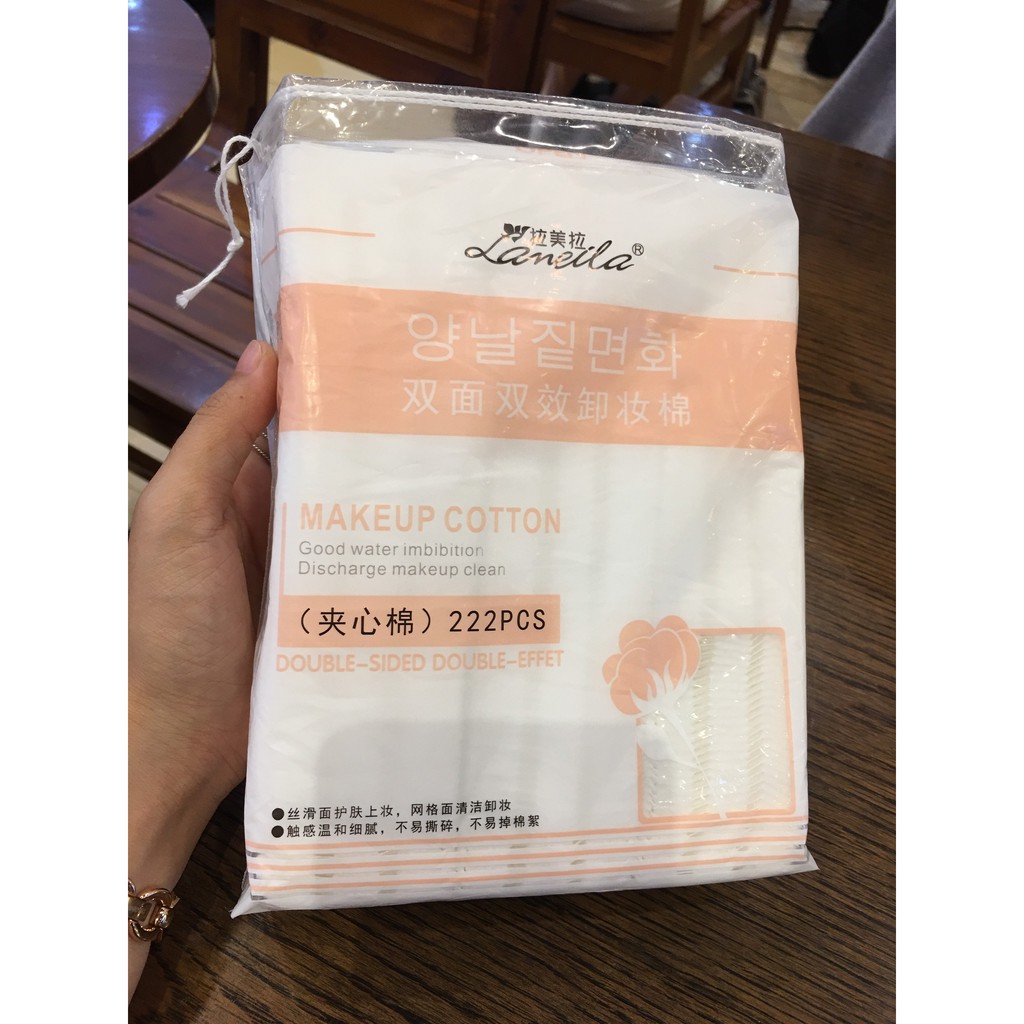 拉美拉
Laneila®
양날짙면화
双面双效卸妆棉
MAKEUP COTTON
Good water imbibition
Discharge makeup clean
（夹心棉）222PCS
DOUBLE-SIDED DOUBLE-EFFET
●丝滑面护肤上妆，网格面清洁卸妆
●触感温和细腻，不易撕碎，不易掉棉絮